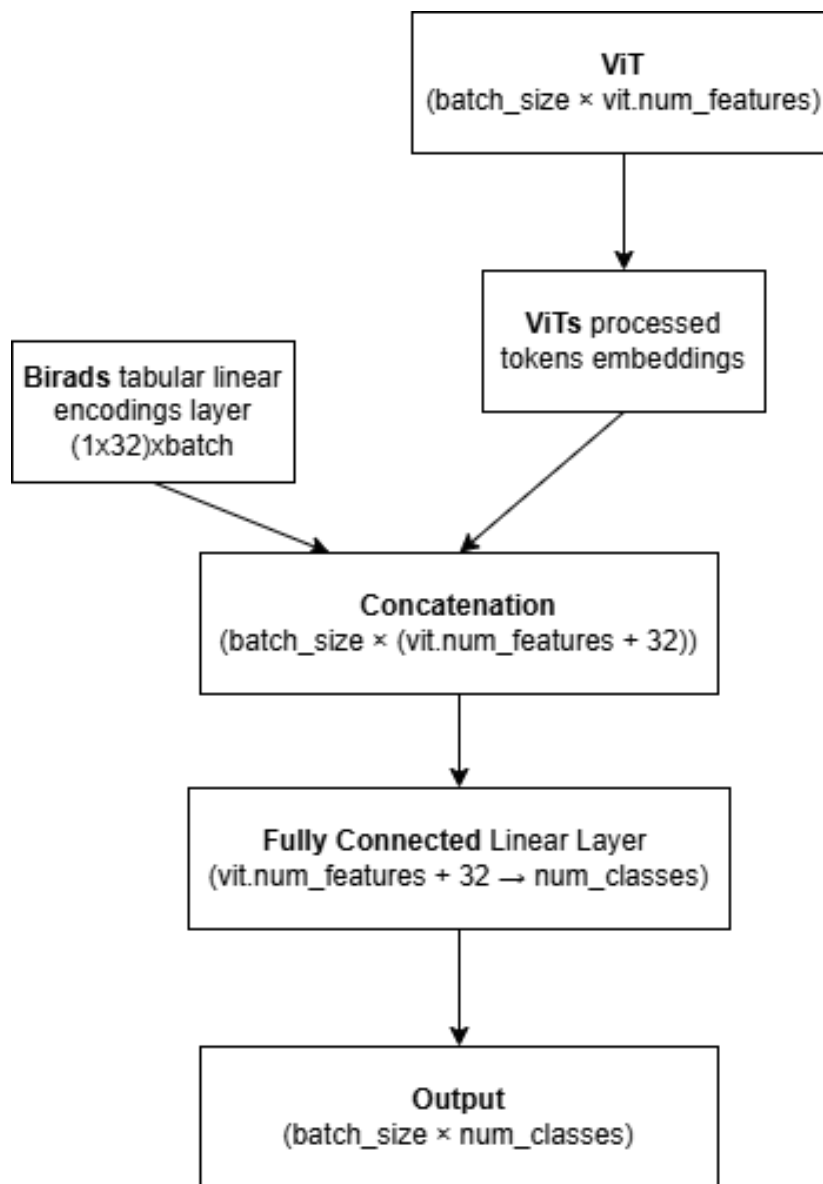 ViT
(batch_size × vit.num_features)
ViTs processed
tokens embeddings
Birads tabular linear
encodings layer
(1x32)xbatch
Concatenation
(batch_size × (vit.num_features + 32))
Fully Connected Linear Layer
(vit.num_features + 32 → num_classes)
Output
(batch_size × num_classes)